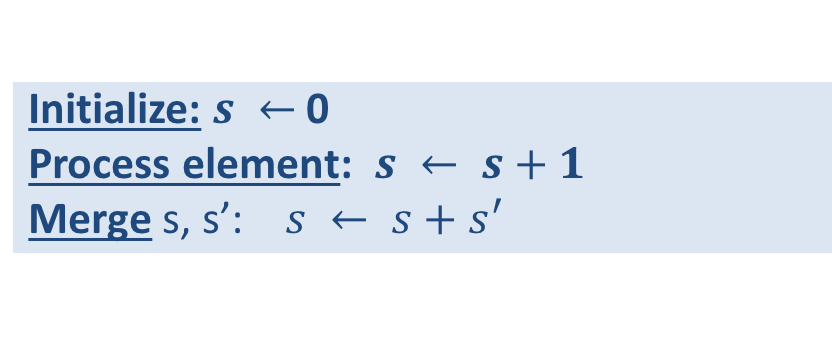 Initialize: s ← 0
Process element: s ← s + 1
Merge s, s’: s ← s + s′